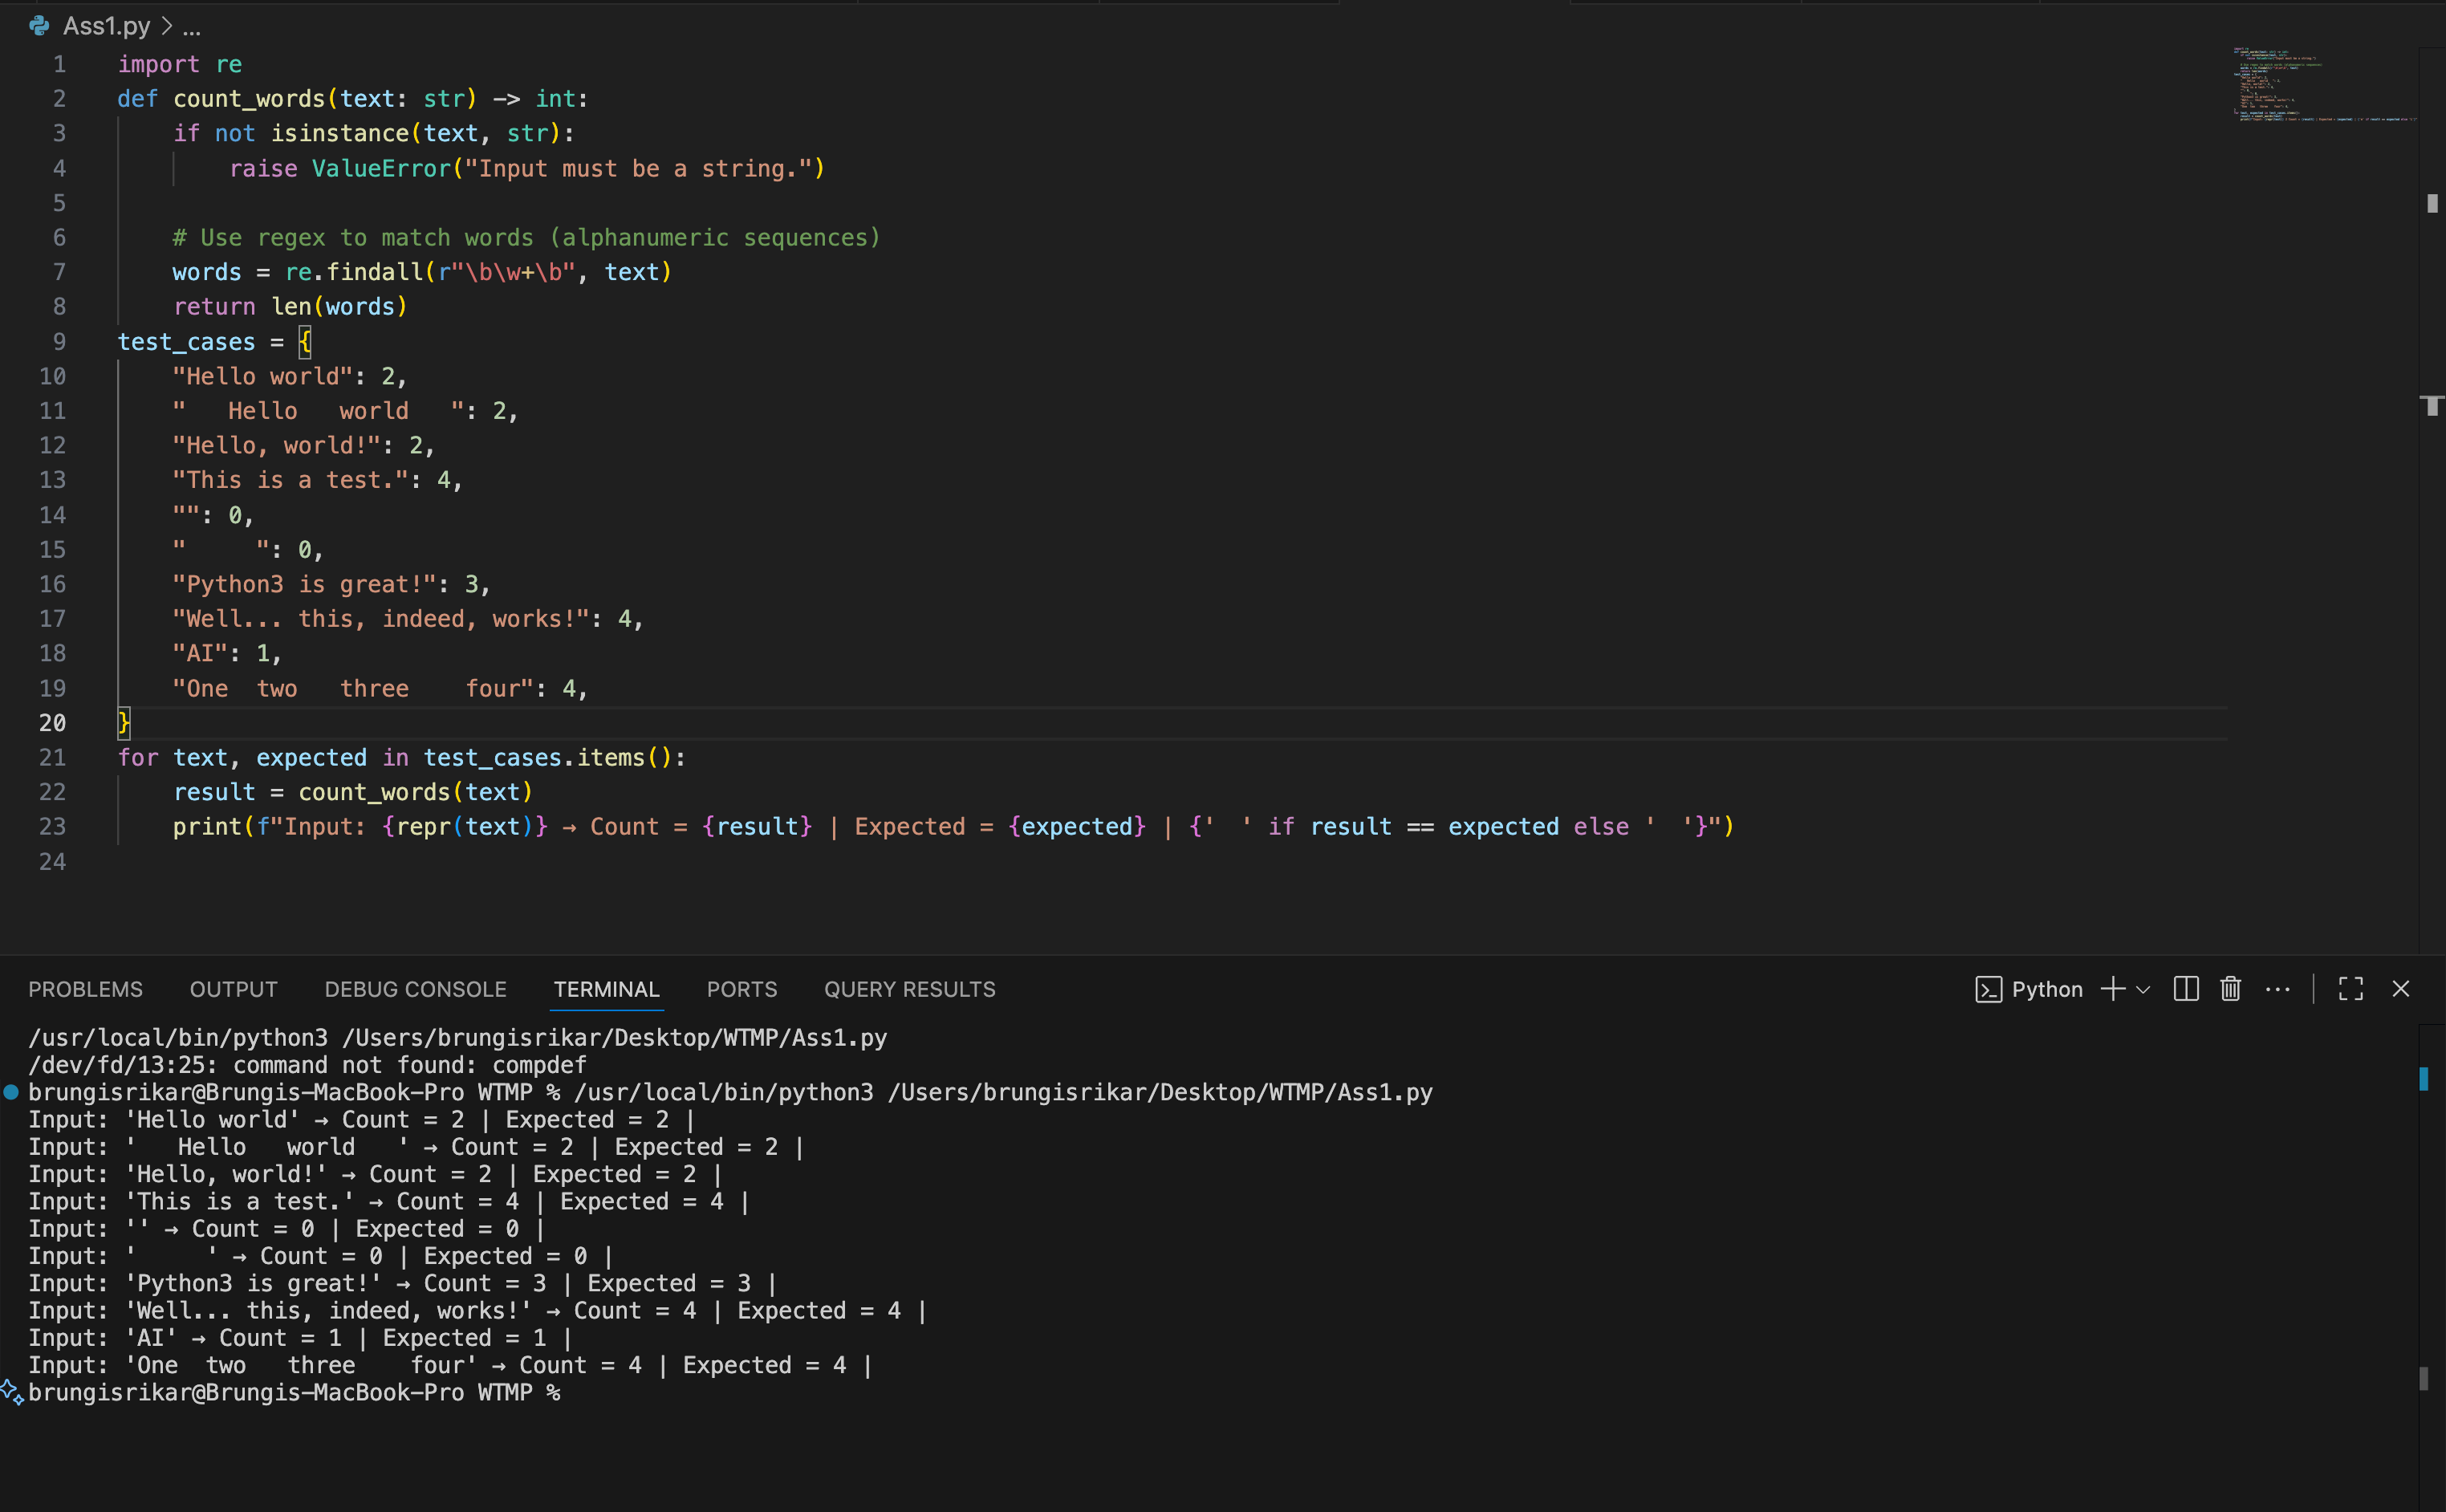 Ass1.py > ...
1 import re
2 def count_words(text: str) -> int:
3     if not isinstance(text, str):
4         raise ValueError("Input must be a string.")
5
6     # Use regex to match words (alphanumeric sequences)
7     words = re.findall(r"\b\w+\b", text)
8     return len(words)
9 test_cases = {
10     "Hello world": 2,
11     "   Hello   world   ": 2,
12     "Hello, world!": 2,
13     "This is a test.": 4,
14     "": 0,
15     "     ": 0,
16     "Python3 is great!": 3,
17     "Well... this, indeed, works!": 4,
18     "AI": 1,
19     "One  two   three    four": 4,
20 }
21 for text, expected in test_cases.items():
22     result = count_words(text)
23     print(f"Input: {repr(text)} → Count = {result} | Expected = {expected} | {'  ' if result == expected else '  '}")
24
PROBLEMS OUTPUT DEBUG CONSOLE TERMINAL PORTS QUERY RESULTS Python
/usr/local/bin/python3 /Users/brungisrikar/Desktop/WTMP/Ass1.py
/dev/fd/13:25: command not found: compdef
brungisrikar@Brungis-MacBook-Pro WTMP % /usr/local/bin/python3 /Users/brungisrikar/Desktop/WTMP/Ass1.py
Input: 'Hello world' → Count = 2 | Expected = 2 |
Input: '   Hello   world   ' → Count = 2 | Expected = 2 |
Input: 'Hello, world!' → Count = 2 | Expected = 2 |
Input: 'This is a test.' → Count = 4 | Expected = 4 |
Input: '' → Count = 0 | Expected = 0 |
Input: '     ' → Count = 0 | Expected = 0 |
Input: 'Python3 is great!' → Count = 3 | Expected = 3 |
Input: 'Well... this, indeed, works!' → Count = 4 | Expected = 4 |
Input: 'AI' → Count = 1 | Expected = 1 |
Input: 'One  two   three    four' → Count = 4 | Expected = 4 |
brungisrikar@Brungis-MacBook-Pro WTMP %